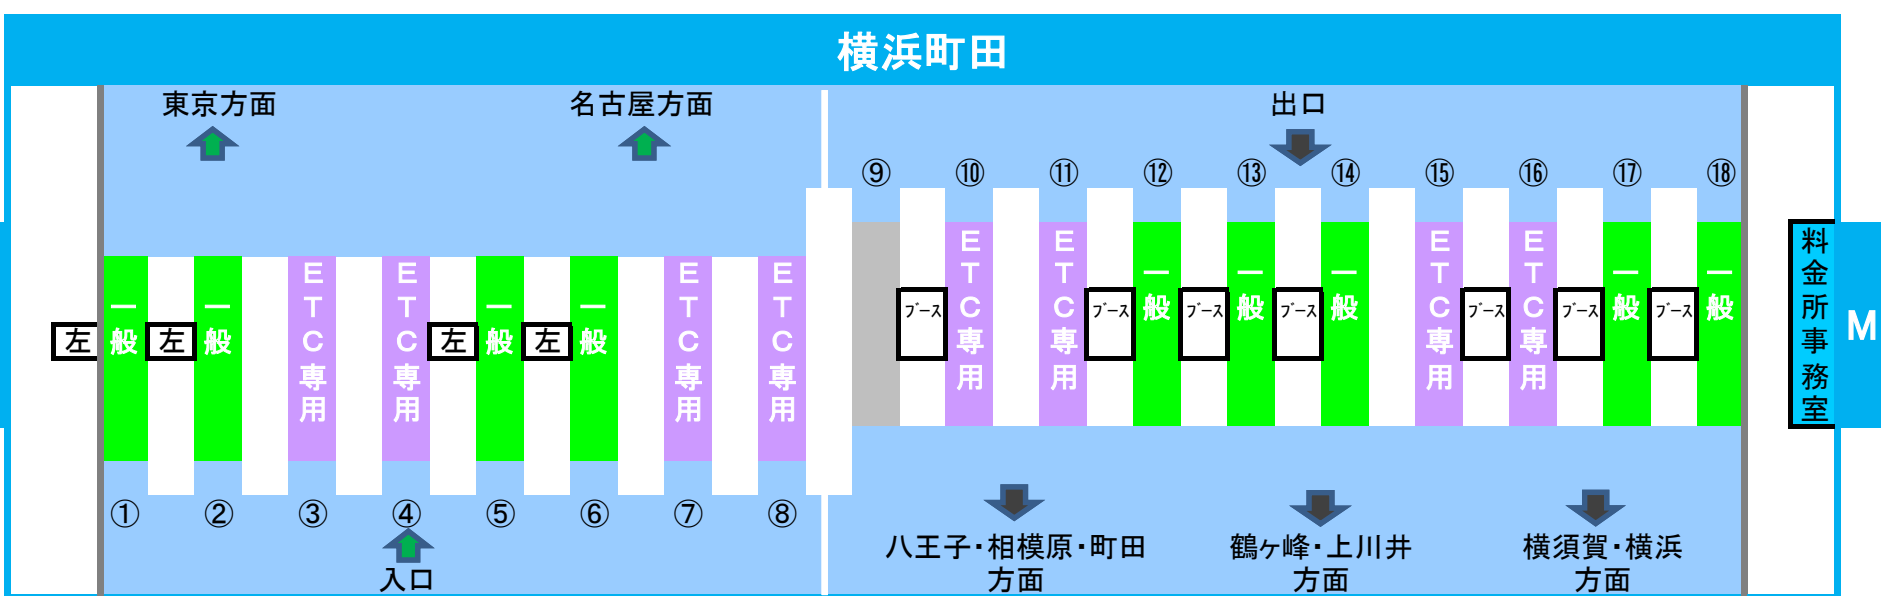 横浜町田
東京方面
名古屋方面
出口
⑨ ⑩ ⑪ ⑫ ⑬ ⑭ ⑮ ⑯ ⑰ ⑱
左
一般
左
一般
ETC専用
ETC専用
左
一般
左
一般
ETC専用
ETC専用
ブース
ETC専用
ETC専用
ブース
一般
ブース
一般
ブース
一般
ETC専用
ブース
ETC専用
ブース
一般
ブース
一般
料金所事務室
M
① ② ③ ④ ⑤ ⑥ ⑦ ⑧
入口
八王子・相模原・町田
方面
鶴ヶ峰・上川井
方面
横須賀・横浜
方面